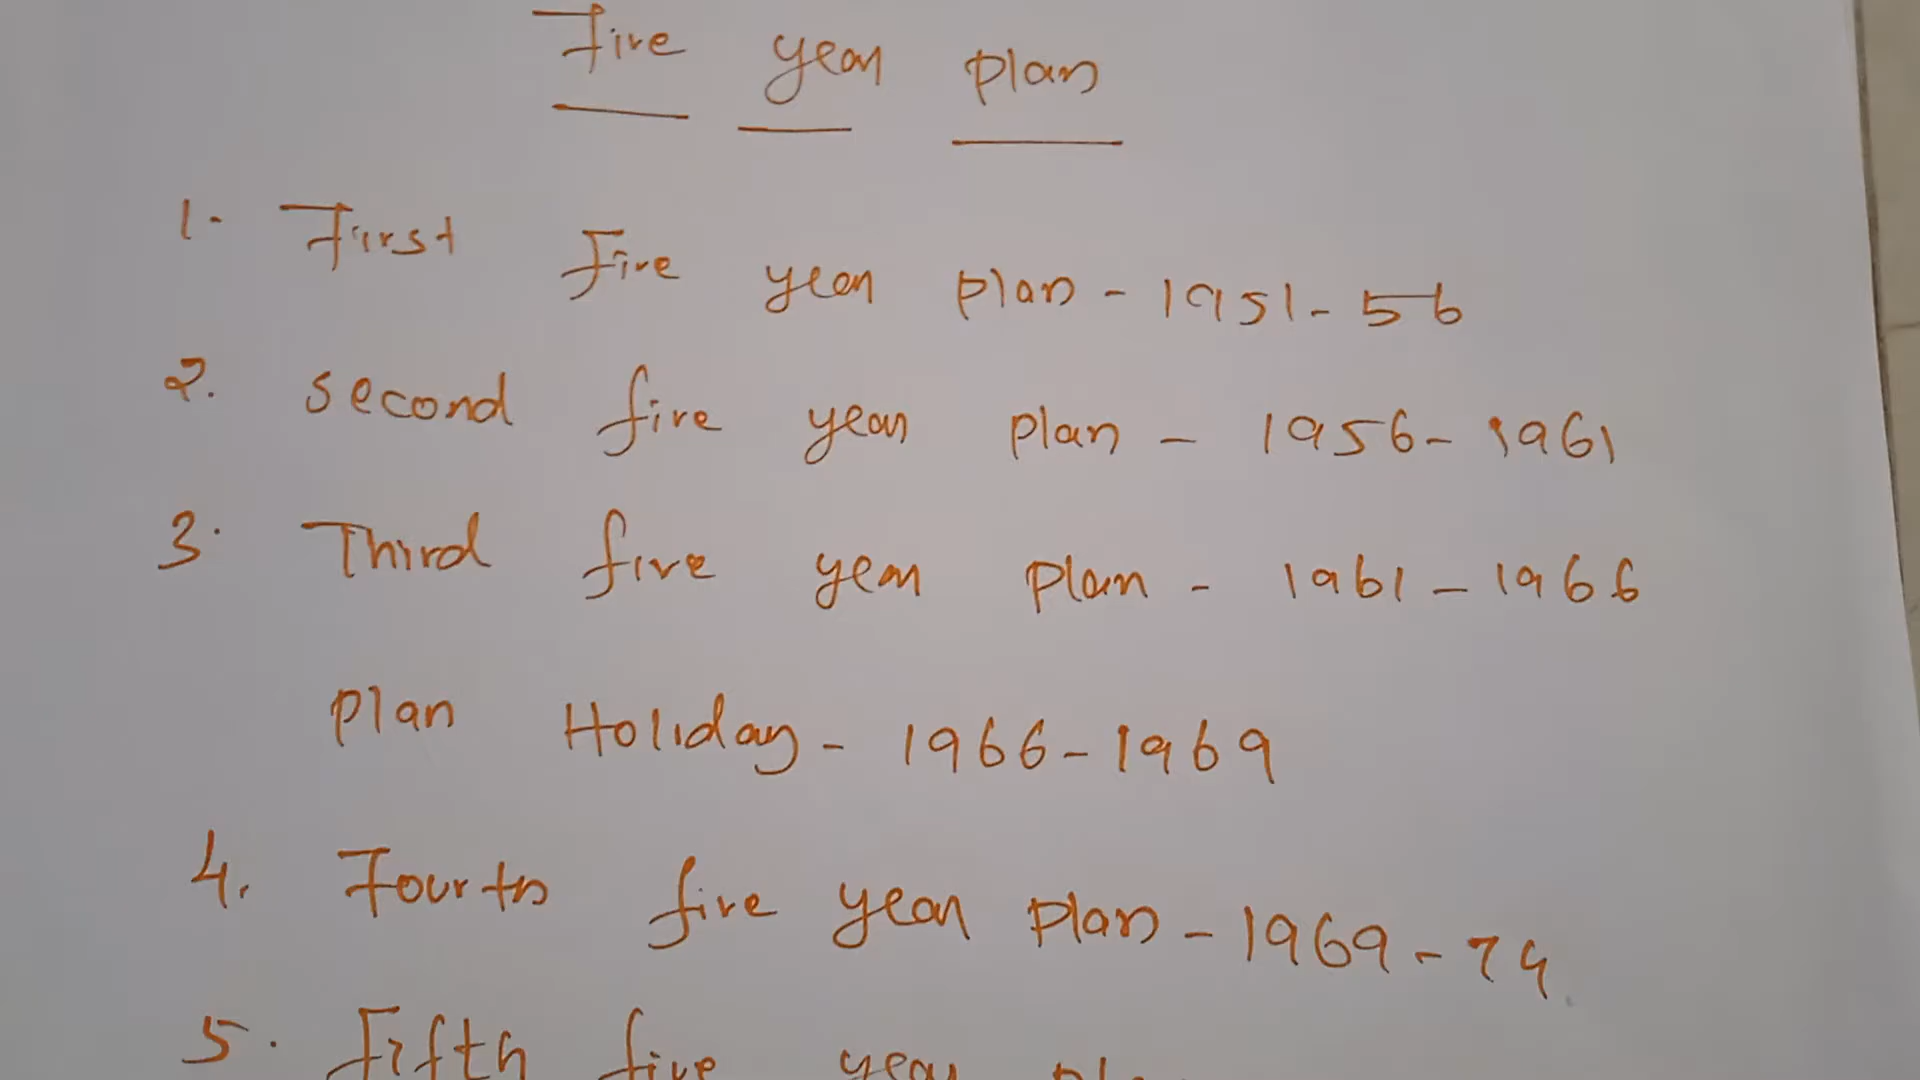 Five year plan
1. First Five year plan - 1951-56
2. second five year plan - 1956-1961
3. Third five year plan - 1961-1966
plan Holiday - 1966-1969
4. Fourth five year plan - 1969-74
5. Fifth five year